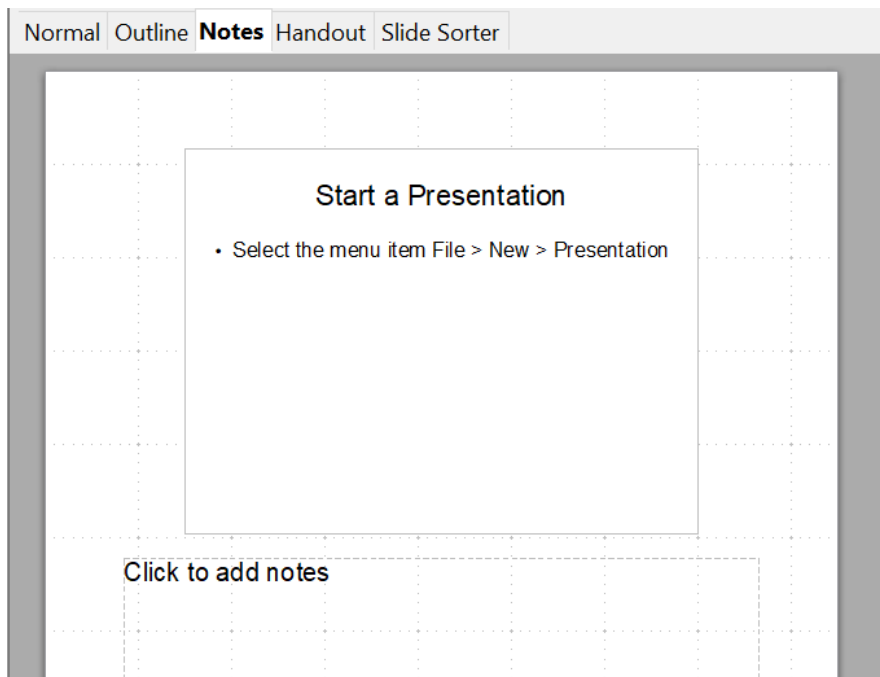 Normal Outline Notes Handout Slide Sorter
Start a Presentation
• Select the menu item File > New > Presentation
Click to add notes